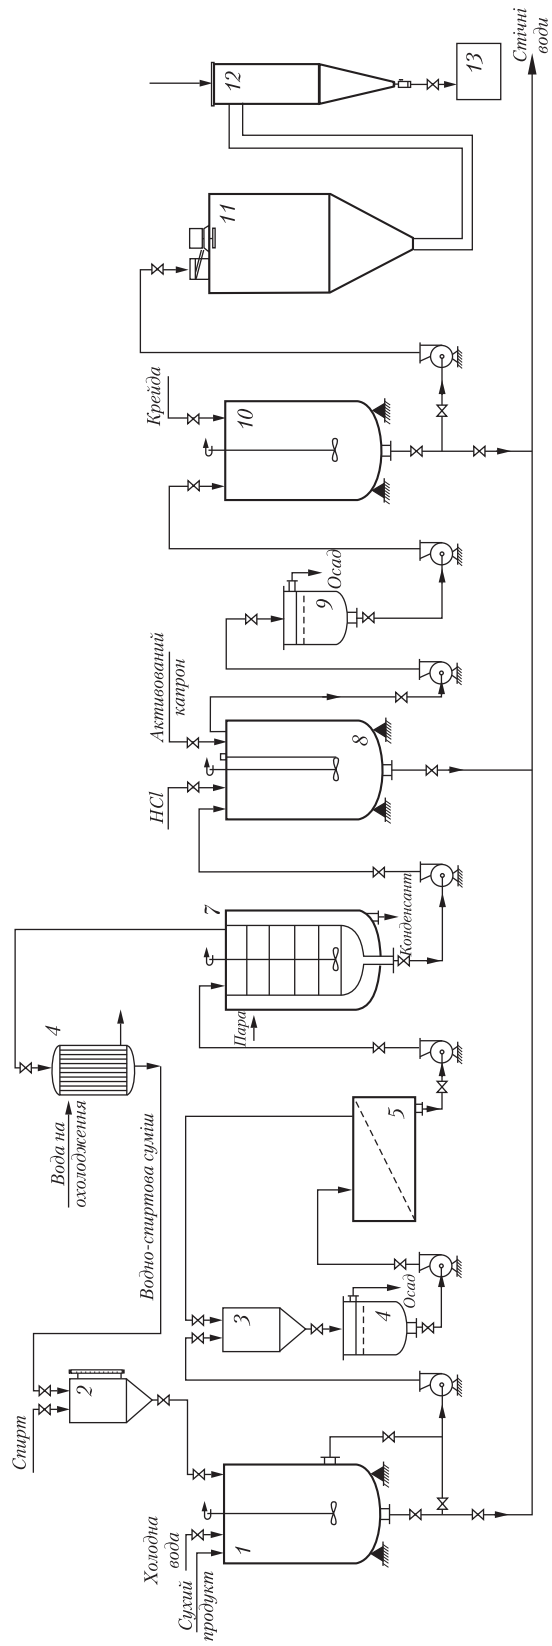 Спирт
2
Водно-спиртова суміш
Вода на
охолодження
4
Холодна
вода
Сухий
продукт
1
3
4
Осад
5
Пара
7
Конденсант
HCl
Активований
капрон
8
9
Осад
Крейда
10
11
12
13
Стічні
води